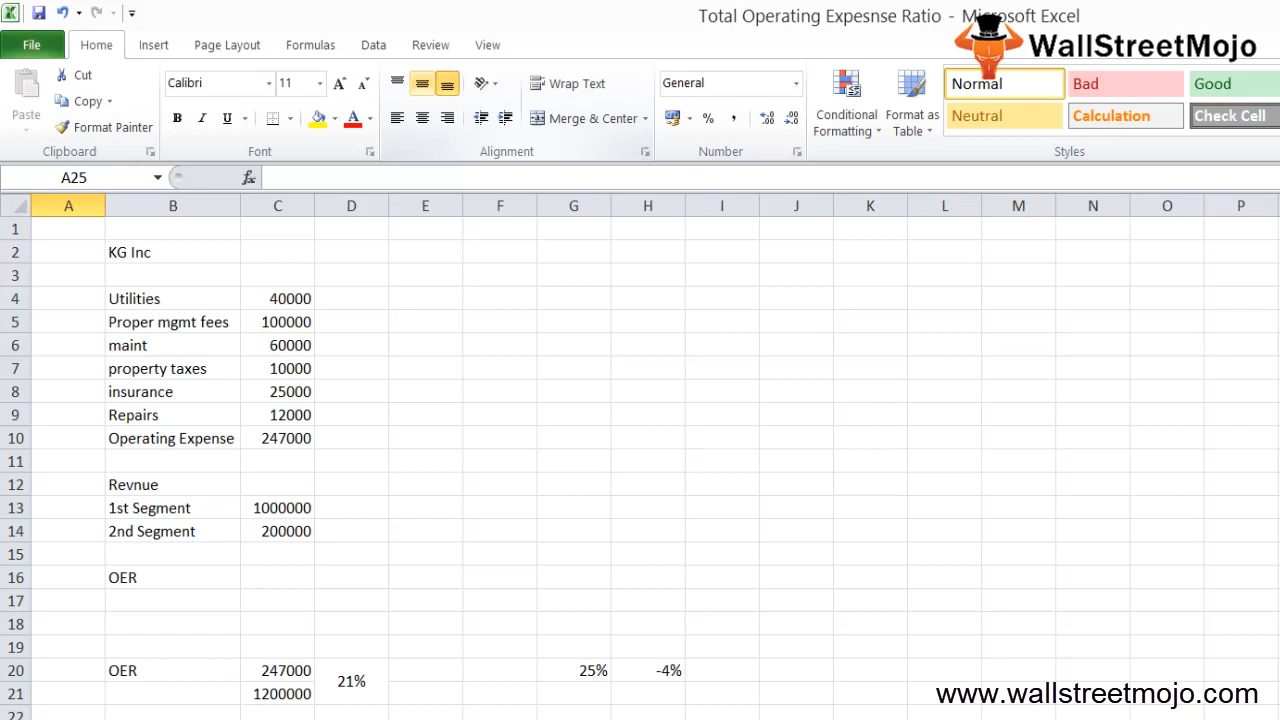 Total Operating Expesnse Ratio - Microsoft Excel
WallStreetMojo
File Home Insert Page Layout Formulas Data Review View
Paste
Cut
Copy
Format Painter
Clipboard
Calibri 11
B I U A
Font
Wrap Text
Merge & Center
Alignment
General
% ,
Number
Conditional Formatting
Format as Table
Normal Bad Good
Neutral Calculation Check Cell
Styles
A25 fx
A B C D E F G H I J K L M N O P
1
2 KG Inc
3
4 Utilities 40000
5 Proper mgmt fees 100000
6 maint 60000
7 property taxes 10000
8 insurance 25000
9 Repairs 12000
10 Operating Expense 247000
11
12 Revnue
13 1st Segment 1000000
14 2nd Segment 200000
15
16 OER
17
18
19
20 OER 247000 21% 25% -4%
21 1200000
22
www.wallstreetmojo.com